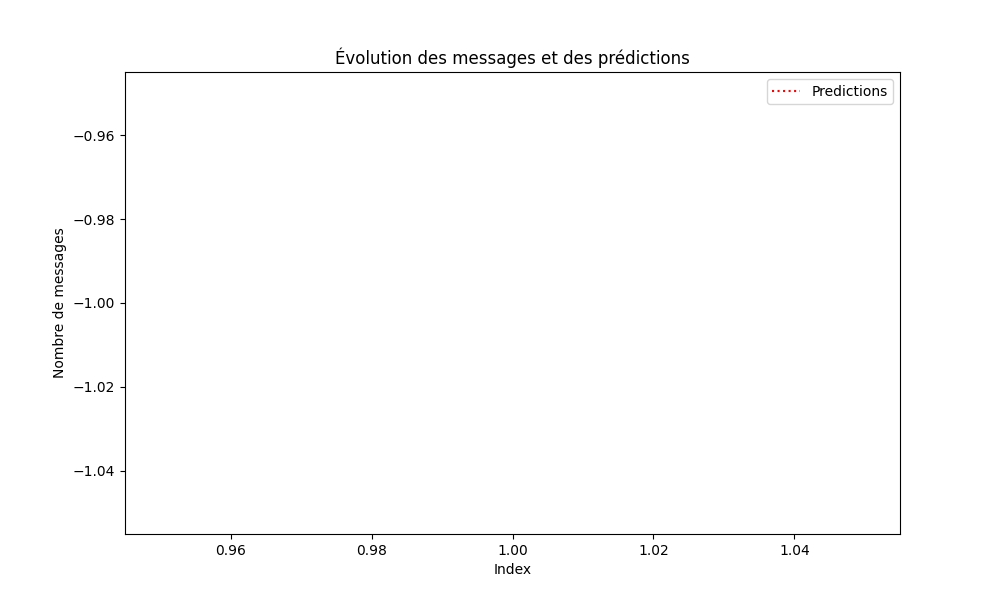 Évolution des messages et des prédictions
Predictions
Nombre de messages
−0.96
−0.98
−1.00
−1.02
−1.04
0.96 0.98 1.00 1.02 1.04
Index